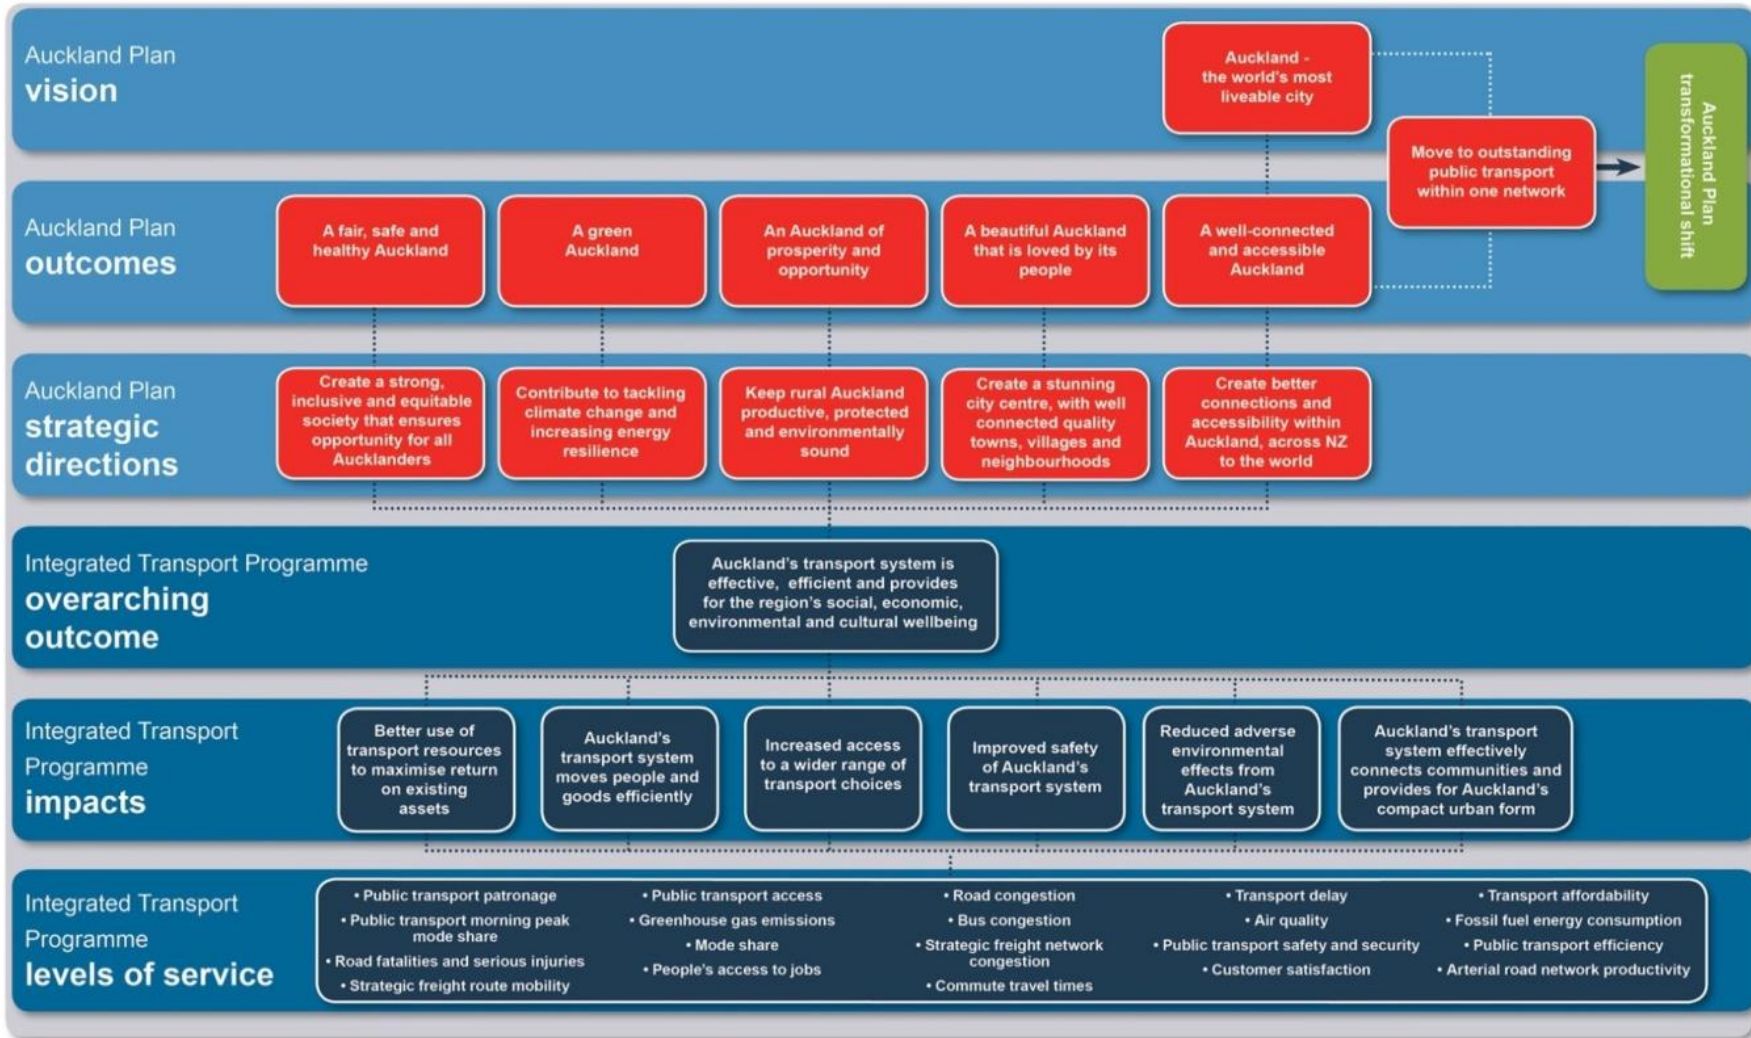 Auckland Plan
vision
Auckland -
the world's most
liveable city
Move to outstanding
public transport
within one network
Auckland Plan
transformational shift
Auckland Plan
outcomes
A fair, safe and
healthy Auckland
A green
Auckland
An Auckland of
prosperity and
opportunity
A beautiful Auckland
that is loved by its
people
A well-connected
and accessible
Auckland
Auckland Plan
strategic
directions
Create a strong,
inclusive and equitable
society that ensures
opportunity for all
Aucklanders
Contribute to tackling
climate change and
increasing energy
resilience
Keep rural Auckland
productive, protected
and environmentally
sound
Create a stunning
city centre, with well
connected quality
towns, villages and
neighbourhoods
Create better
connections and
accessibility within
Auckland, across NZ
to the world
Integrated Transport Programme
overarching
outcome
Auckland's transport system is
effective, efficient and provides
for the region's social, economic,
environmental and cultural wellbeing
Integrated Transport
Programme
impacts
Better use of
transport resources
to maximise return
on existing
assets
Auckland's
transport system
moves people and
goods efficiently
Increased access
to a wider range of
transport choices
Improved safety
of Auckland's
transport system
Reduced adverse
environmental
effects from
Auckland's
transport system
Auckland's transport
system effectively
connects communities and
provides for Auckland's
compact urban form
Integrated Transport
Programme
levels of service
• Public transport patronage
• Public transport morning peak
mode share
• Road fatalities and serious injuries
• Strategic freight route mobility
• Public transport access
• Greenhouse gas emissions
• Mode share
• People's access to jobs
• Road congestion
• Bus congestion
• Strategic freight network
congestion
• Commute travel times
• Transport delay
• Air quality
• Public transport safety and security
• Customer satisfaction
• Transport affordability
• Fossil fuel energy consumption
• Public transport efficiency
• Arterial road network productivity